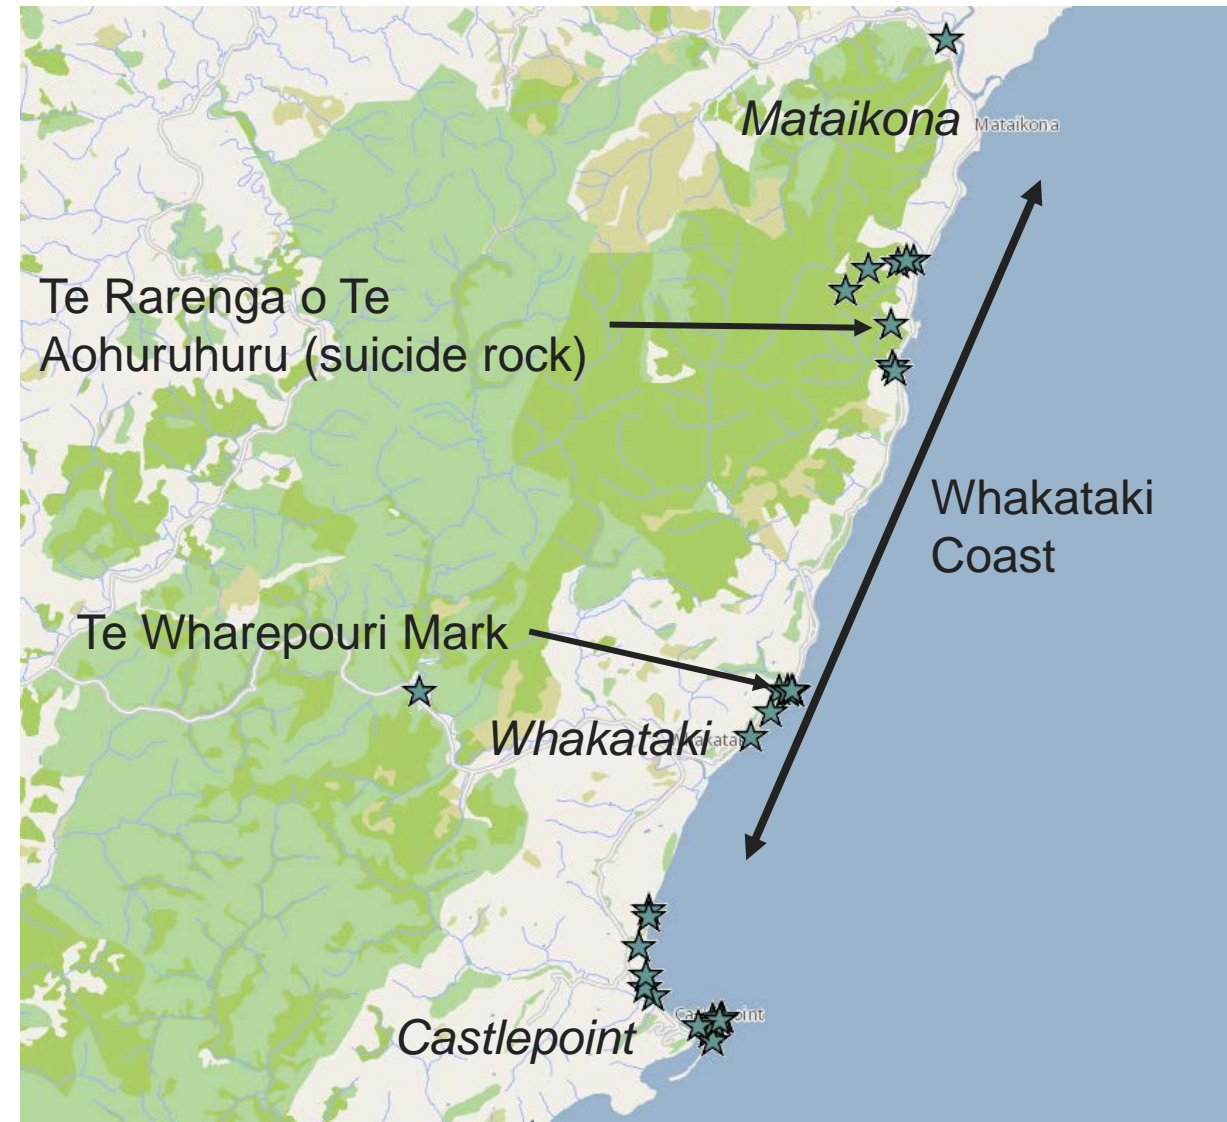 Mataikona
Mataikona
Te Rarenga o Te
Aohuruhuru (suicide rock)
Whakataki
Coast
Te Wharepouri Mark
Whakataki
Castlepoint